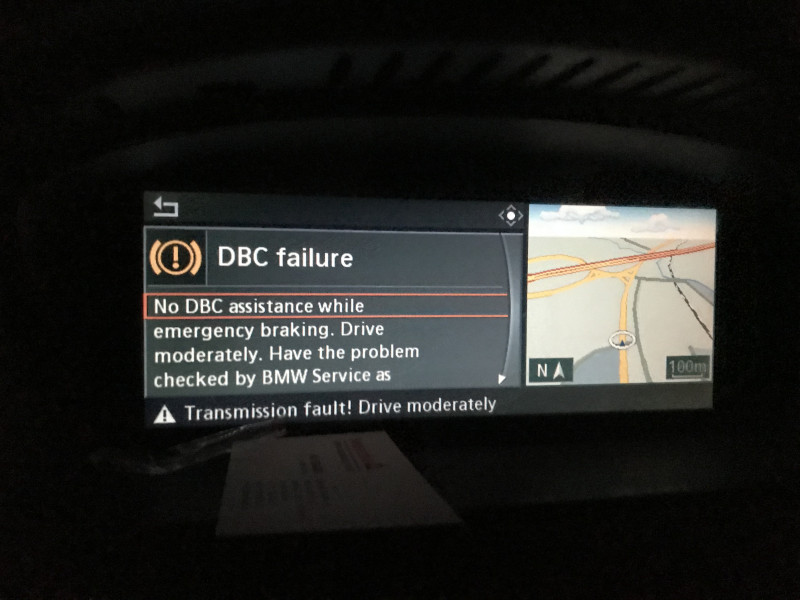 DBC failure
No DBC assistance while
emergency braking. Drive
moderately. Have the problem
checked by BMW Service as
Transmission fault! Drive moderately
N
100m